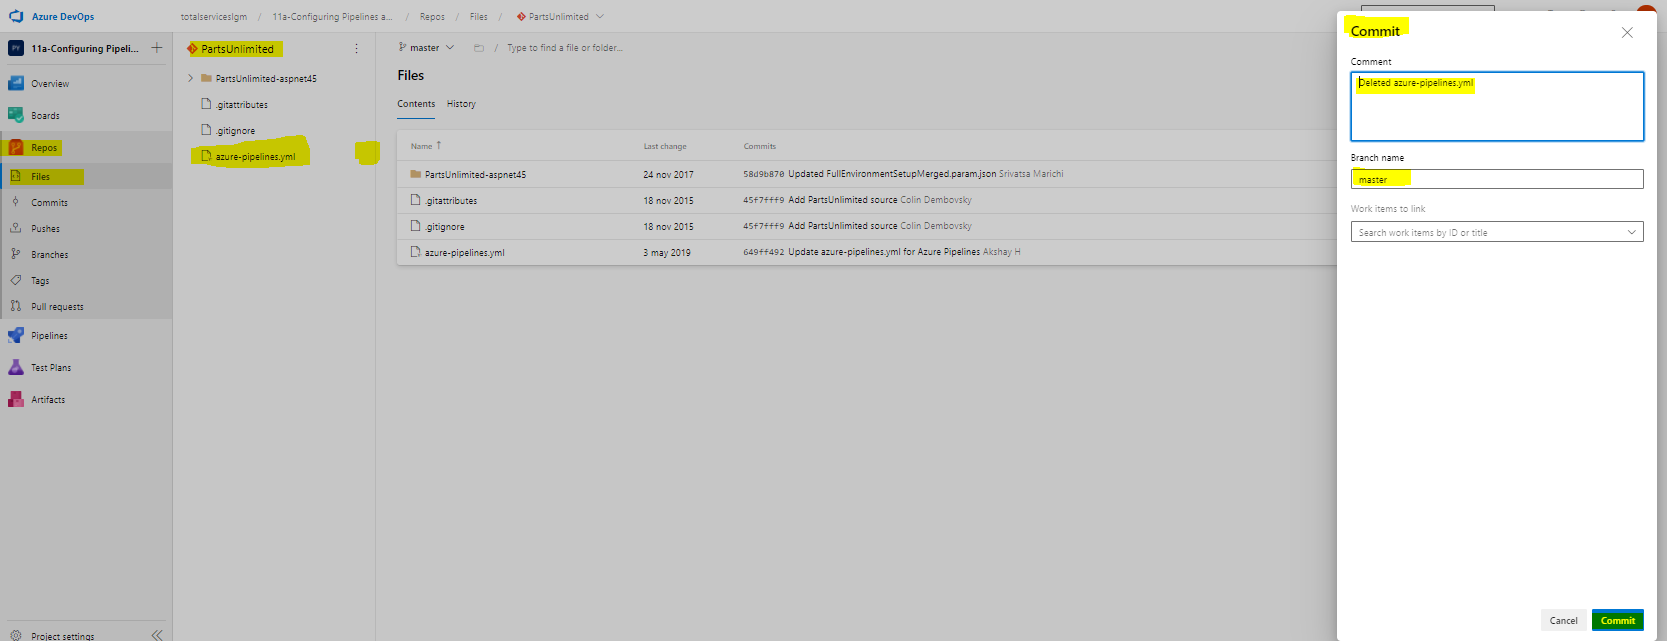 Azure DevOps
totalserviceslgm / 11a-Configuring Pipelines a... / Repos / Files / PartsUnlimited
11a-Configuring Pipeli...
Overview
Boards
Repos
Files
Commits
Pushes
Branches
Tags
Pull requests
Pipelines
Test Plans
Artifacts
Project settings
PartsUnlimited
PartsUnlimited-aspnet45
.gitattributes
.gitignore
azure-pipelines.yml
master / Type to find a file or folder...
Files
Contents History
Name ↑ Last change Commits
PartsUnlimited-aspnet45 24 nov 2017 58d9b870 Updated FullEnvironmentSetupMerged.param.json Srivatsa Marichi
.gitattributes 18 nov 2015 45f7fff9 Add PartsUnlimited source Colin Dembovsky
.gitignore 18 nov 2015 45f7fff9 Add PartsUnlimited source Colin Dembovsky
azure-pipelines.yml 3 may 2019 649ff492 Update azure-pipelines.yml for Azure Pipelines Akshay H
Commit
Comment
Deleted azure-pipelines.yml
Branch name
master
Work items to link
Search work items by ID or title
Cancel Commit